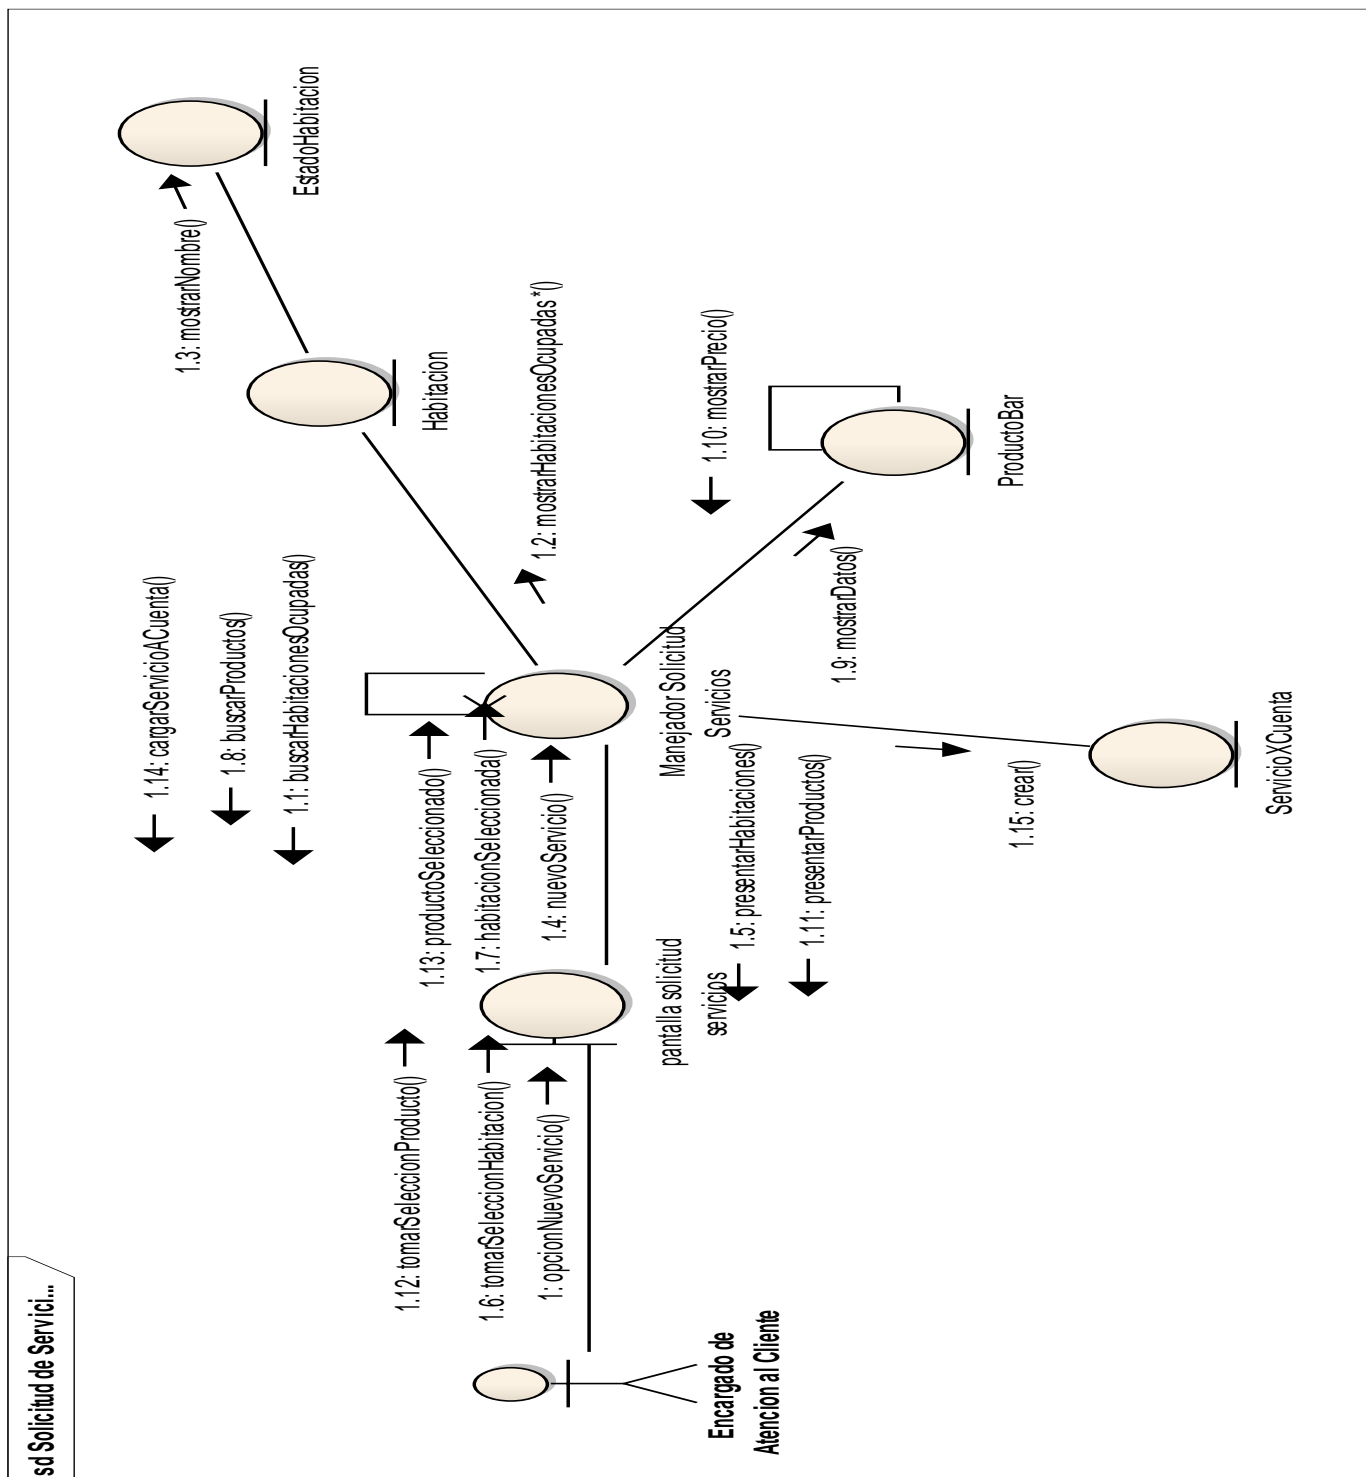 sd Solicitud de Servici...
Encargado de
Atencion al Cliente
1.12: tomarSeleccionProducto()
1.6: tomarSeleccionHabitacion()
1: opcionNuevoServicio()
pantalla solicitud
servicios
1.13: productoSeleccionado()
1.7: habitacionSeleccionada()
1.4: nuevoServicio()
1.5: presentarHabitaciones()
1.11: presentarProductos()
1.14: cargarServicioACuenta()
1.8: buscarProductos()
1.1: buscarHabitacionesOcupadas()
Manejador Solicitud
Servicios
1.15: crear()
ServicioXCuenta
1.2: mostrarHabitacionesOcupadas*()
1.9: mostrarDatos()
1.10: mostrarPrecio()
ProductoBar
Habitacion
1.3: mostrarNombre()
EstadoHabitacion